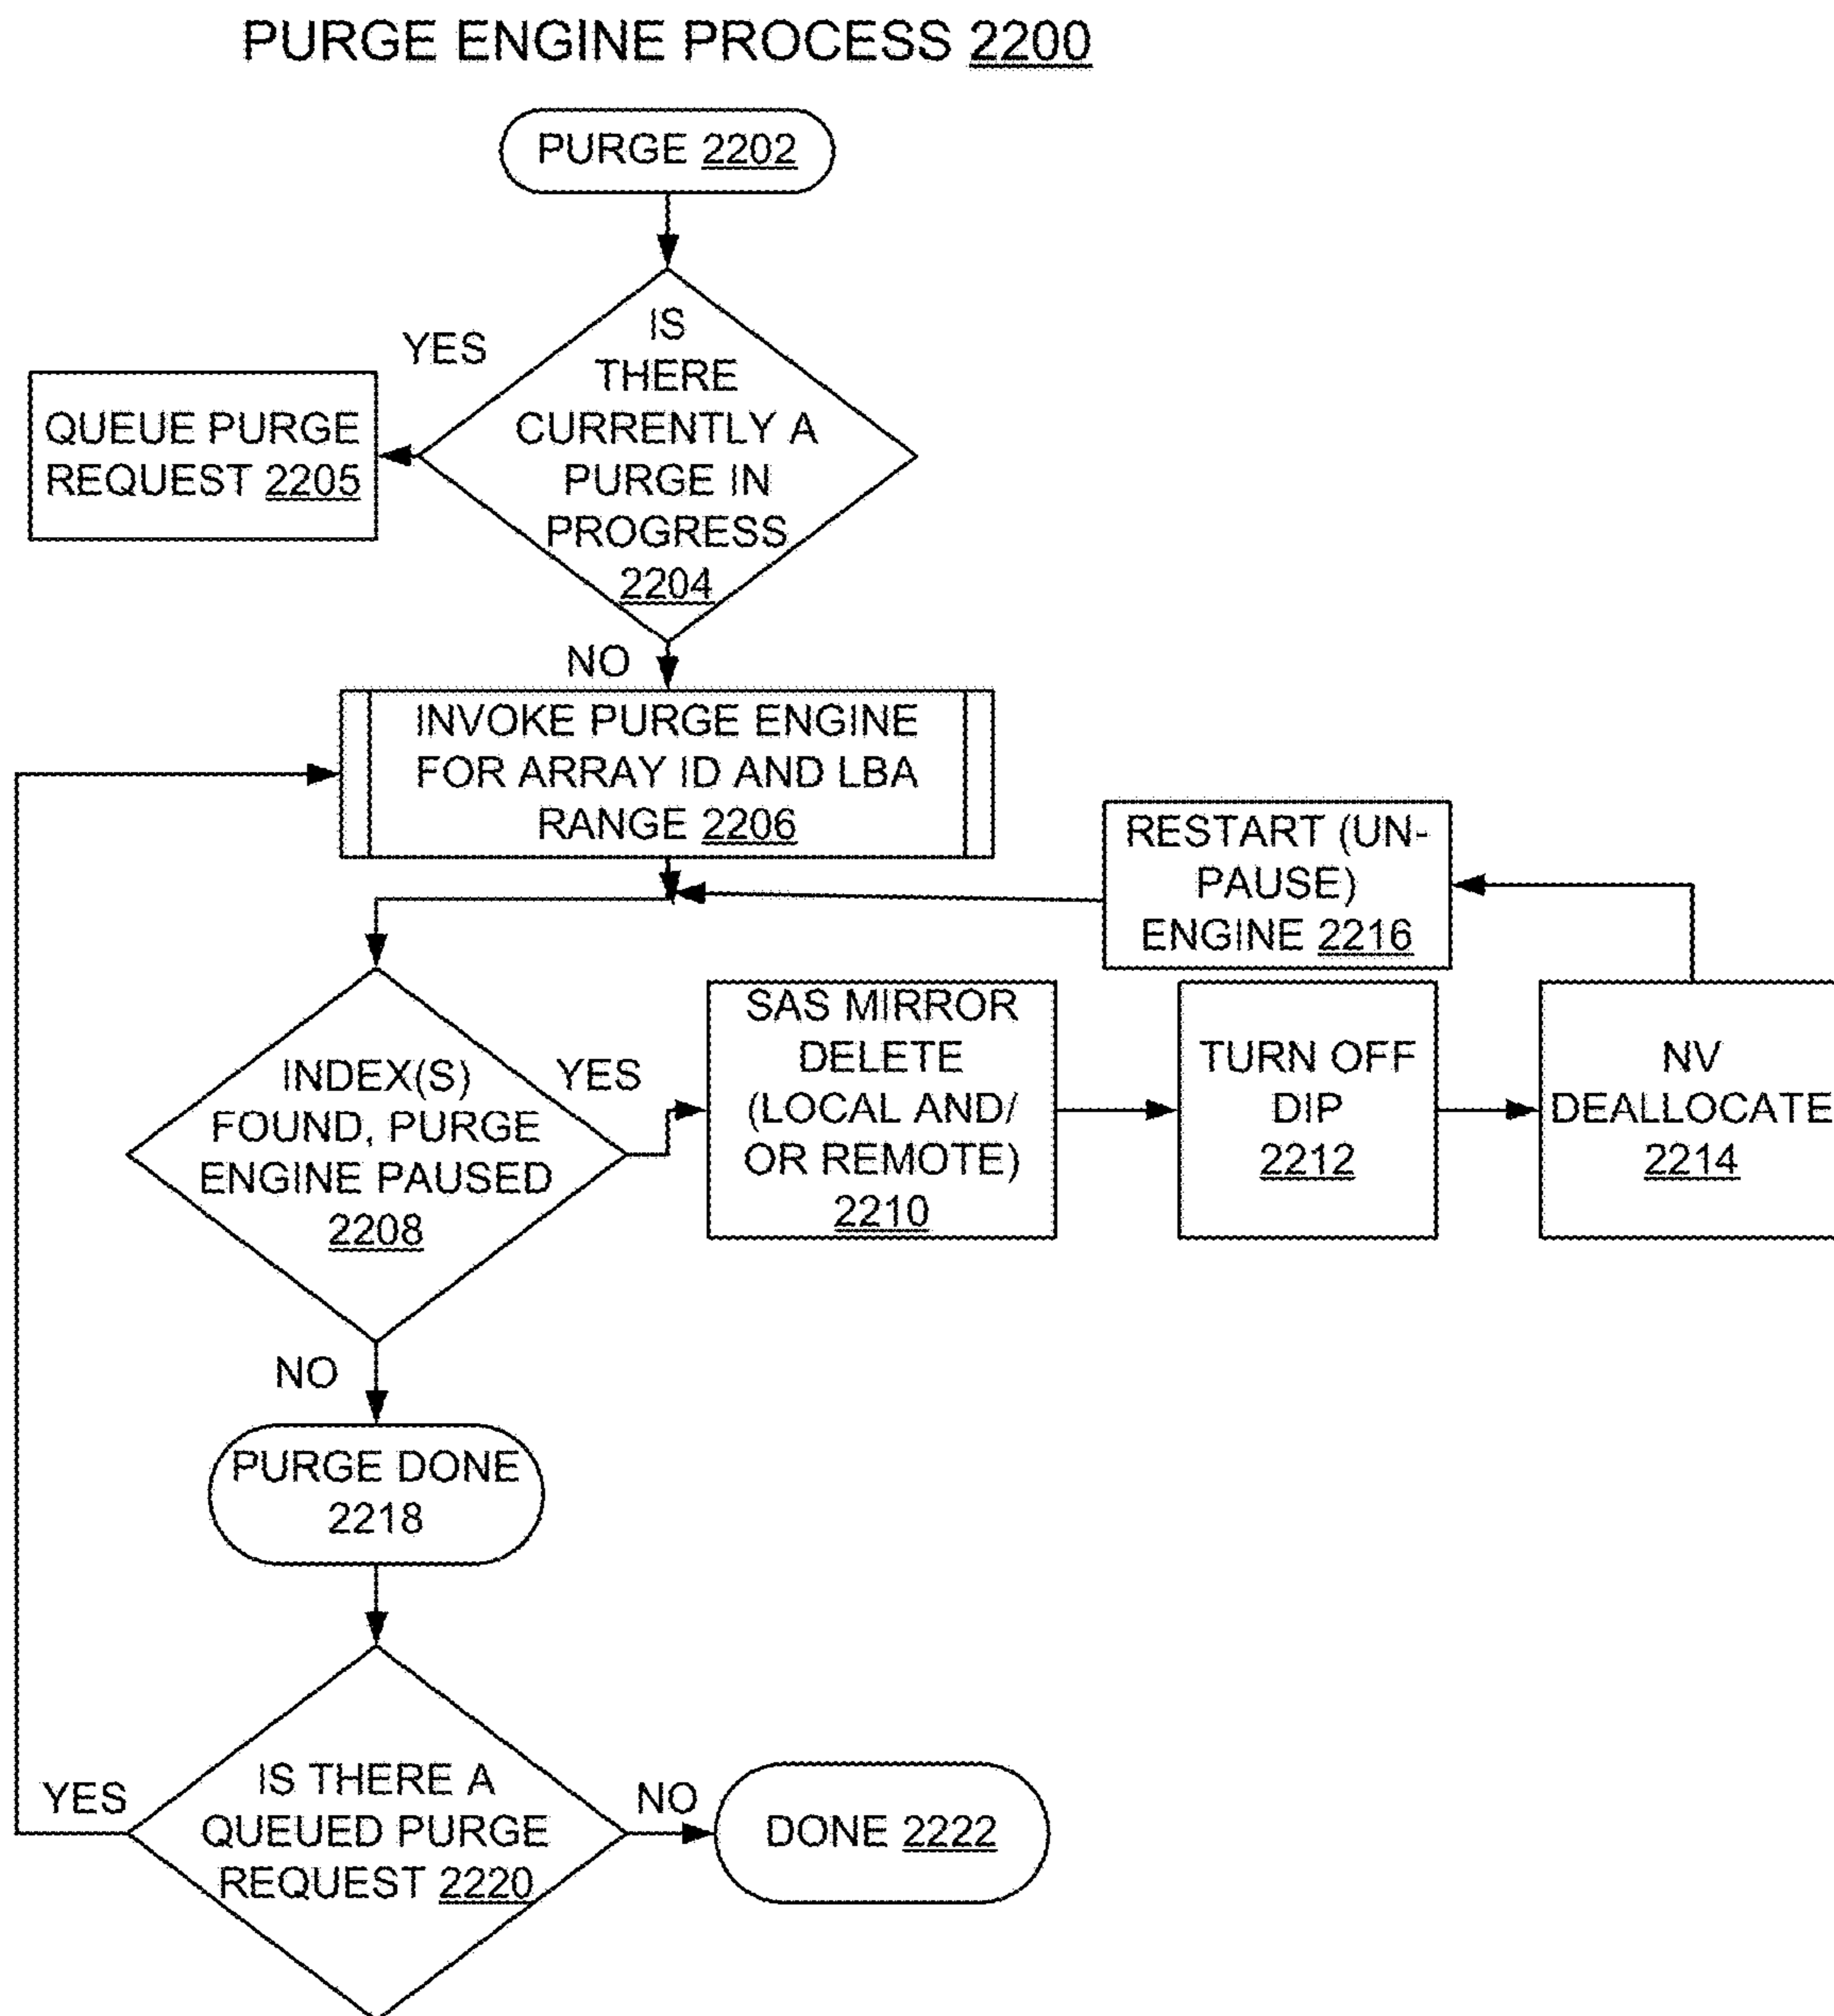 PURGE ENGINE PROCESS 2200
PURGE 2202
IS
THERE
CURRENTLY A
PURGE IN
PROGRESS
2204
YES
QUEUE PURGE
REQUEST 2205
NO
INVOKE PURGE ENGINE
FOR ARRAY ID AND LBA
RANGE 2206
RESTART (UN-
PAUSE)
ENGINE 2216
INDEX(S)
FOUND, PURGE
ENGINE PAUSED
2208
YES
SAS MIRROR
DELETE
(LOCAL AND/
OR REMOTE)
2210
TURN OFF
DIP
2212
NV
DEALLOCATE
2214
NO
PURGE DONE
2218
IS THERE A
QUEUED PURGE
REQUEST 2220
YES
NO
DONE 2222